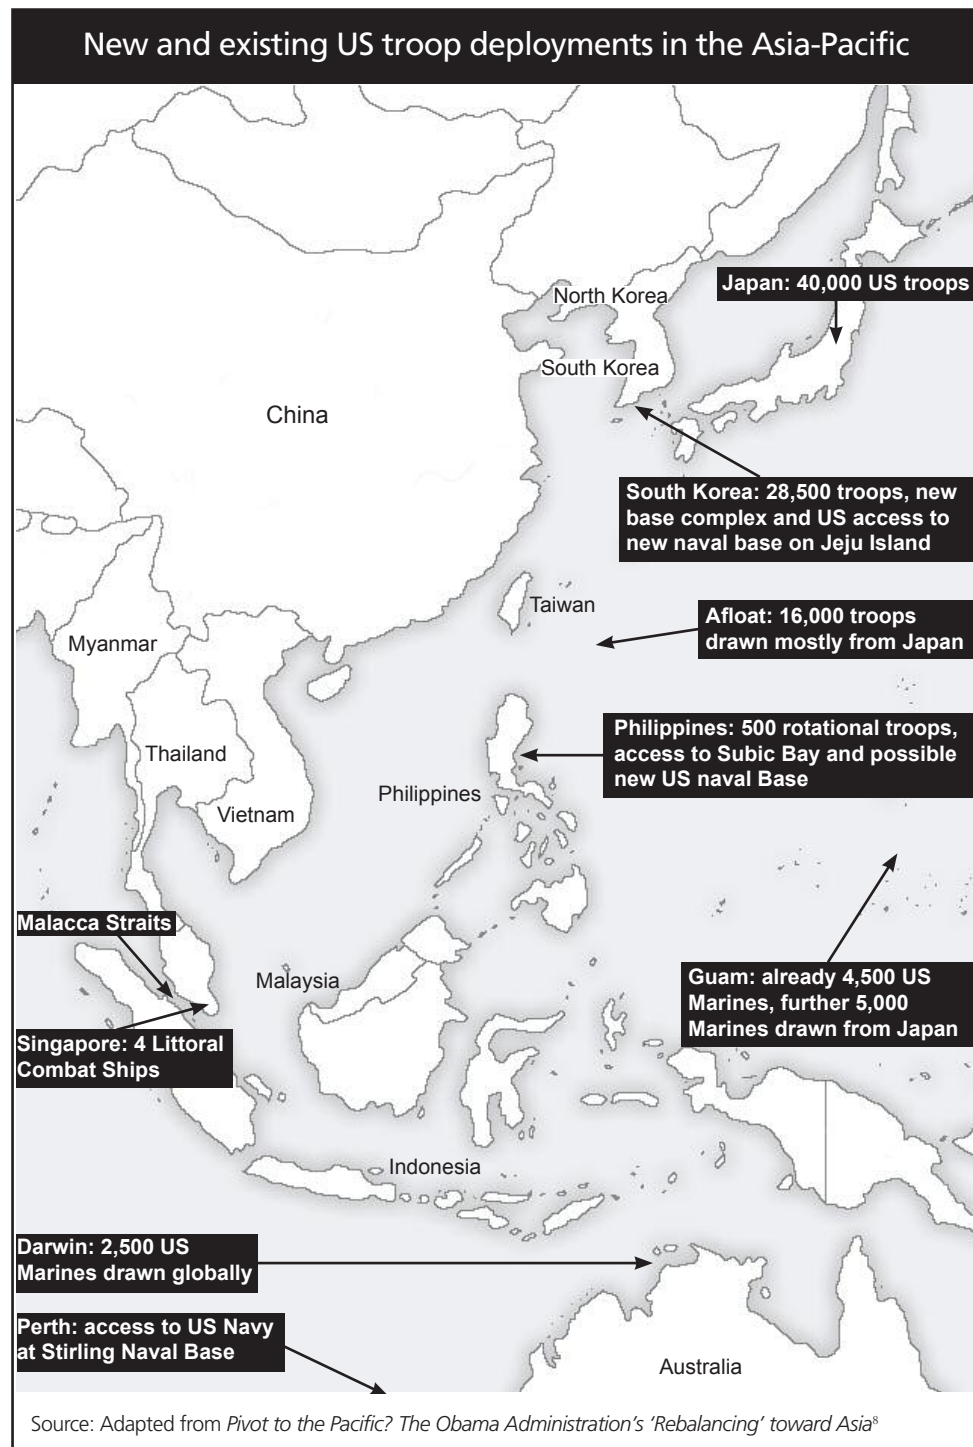 New and existing US troop deployments in the Asia-Pacific
Japan: 40,000 US troops
North Korea
South Korea
China
South Korea: 28,500 troops, new
base complex and US access to
new naval base on Jeju Island
Taiwan
Afloat: 16,000 troops
drawn mostly from Japan
Myanmar
Philippines: 500 rotational troops,
access to Subic Bay and possible
new US naval Base
Thailand
Philippines
Vietnam
Malacca Straits
Malaysia
Guam: already 4,500 US
Marines, further 5,000
Marines drawn from Japan
Singapore: 4 Littoral
Combat Ships
Indonesia
Darwin: 2,500 US
Marines drawn globally
Perth: access to US Navy
at Stirling Naval Base
Australia
Source: Adapted from Pivot to the Pacific? The Obama Administration's 'Rebalancing' toward Asia⁸